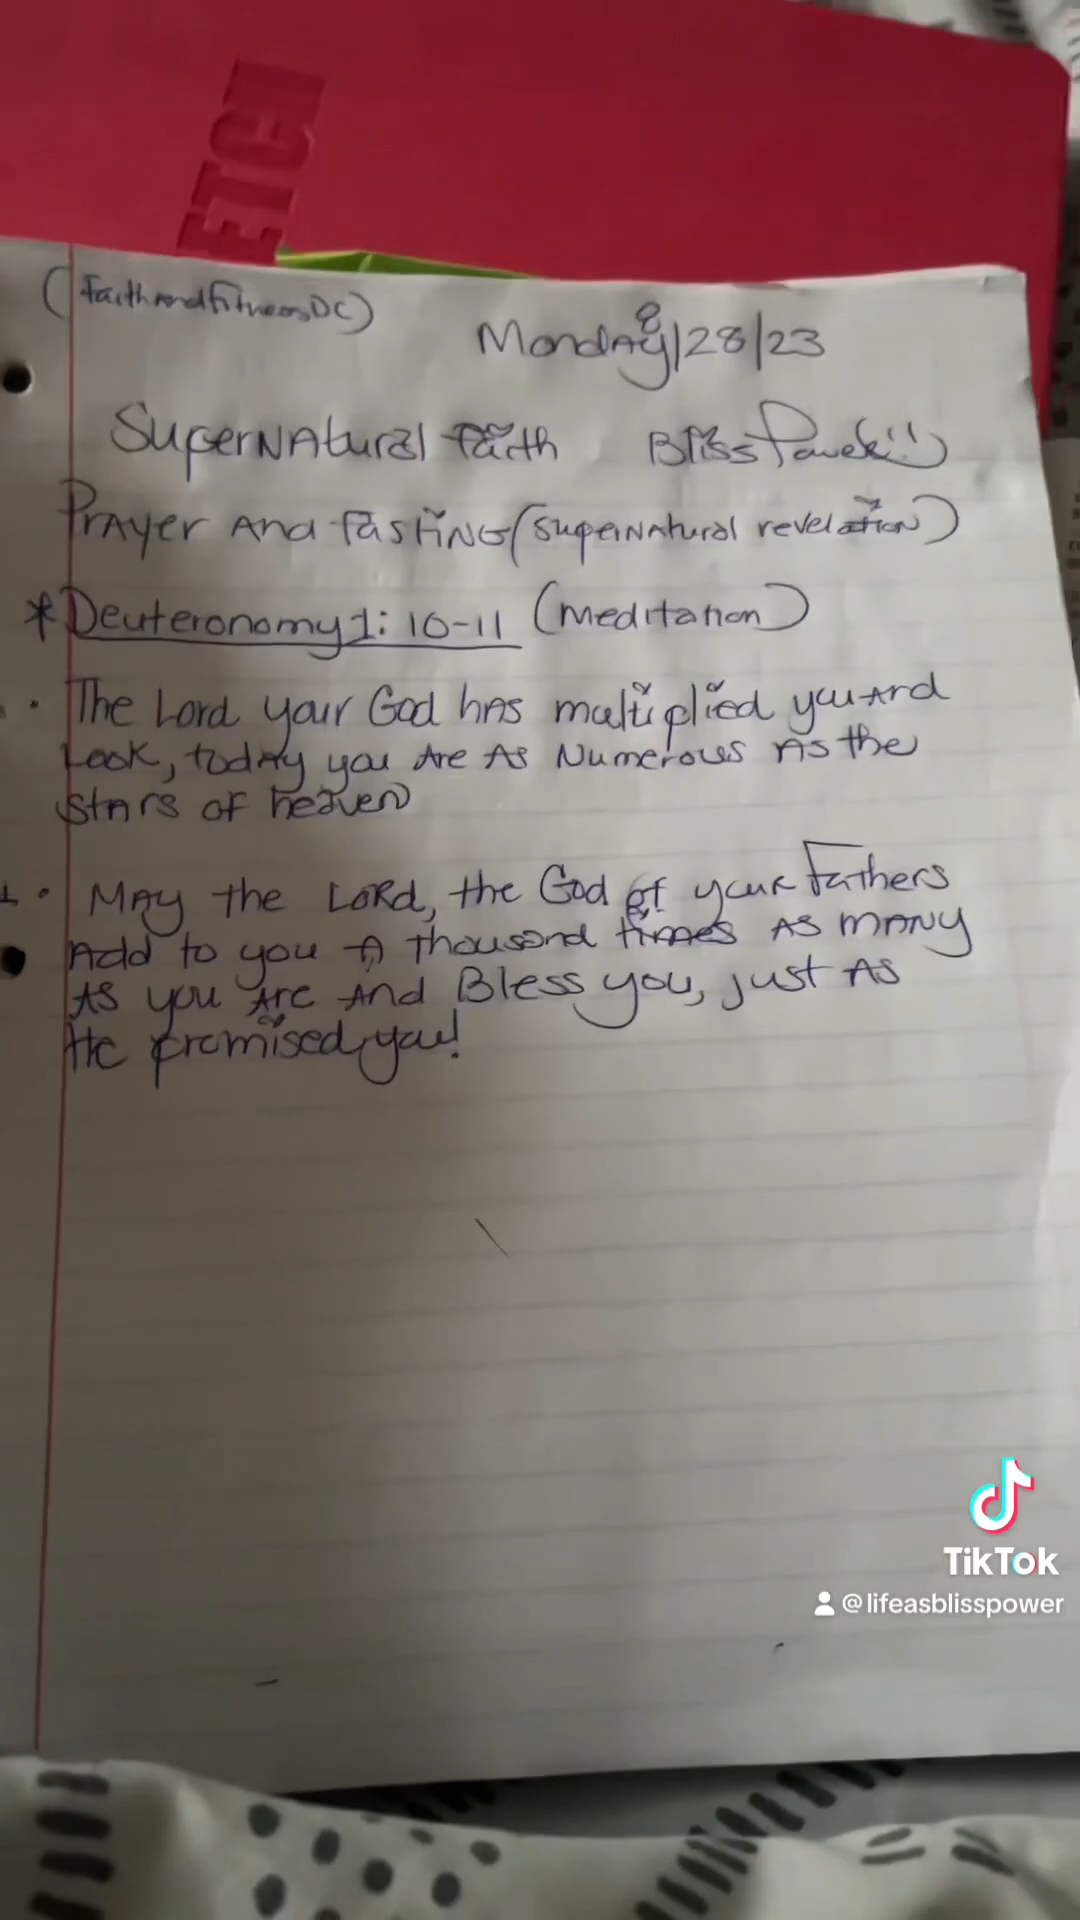 ETCH
(FaithAndFitnessDC)
Monday 8/28/23
SuperNatural Faith Bliss Power :)
Prayer And Fasting (SuperNatural revelation)
* Deuteronomy 1: 10-11 (Meditation)
• The Lord your God has multiplied you And
Look, today you Are As Numerous As the
Stars of heaven
1 • May the LORD, the God of your Fathers
Add to you A thousand times As many
As you Are And Bless you, just As
He promised you!
TikTok
@lifeasblisspower